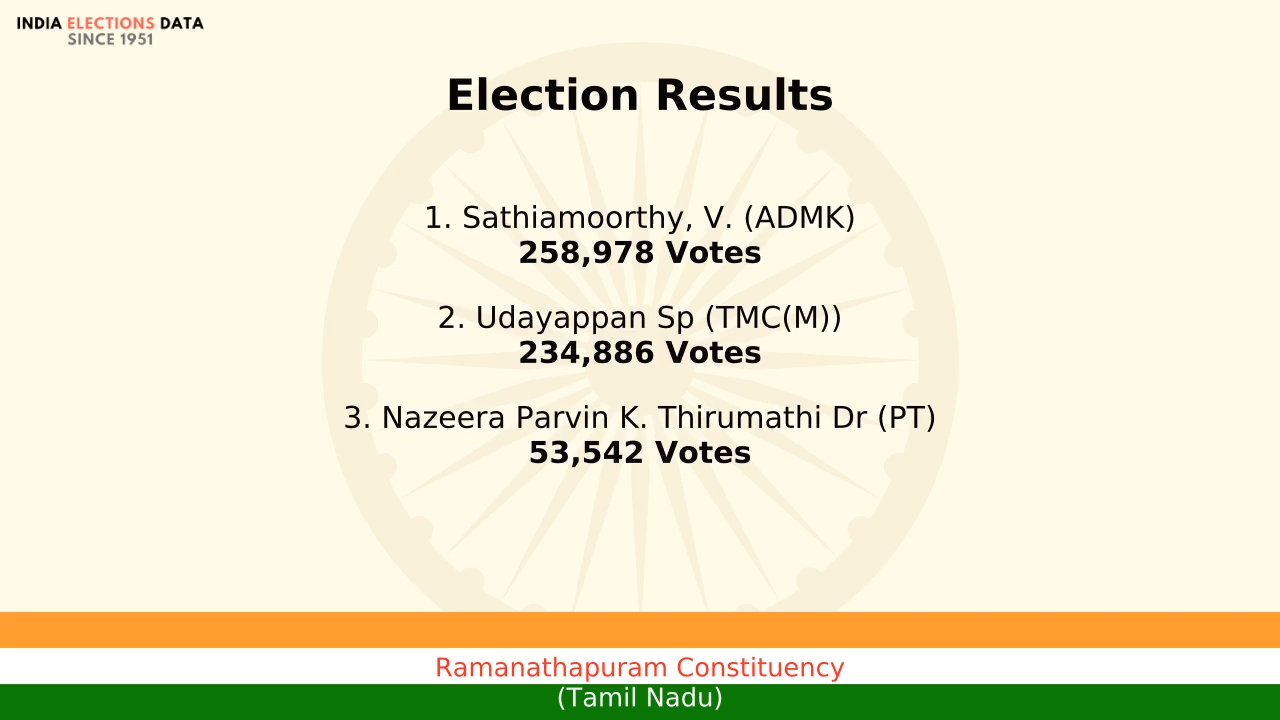 INDIA ELECTIONS DATA
SINCE 1951
Election Results
1. Sathiamoorthy, V. (ADMK)
258,978 Votes
2. Udayappan Sp (TMC(M))
234,886 Votes
3. Nazeera Parvin K. Thirumathi Dr (PT)
53,542 Votes
Ramanathapuram Constituency
(Tamil Nadu)